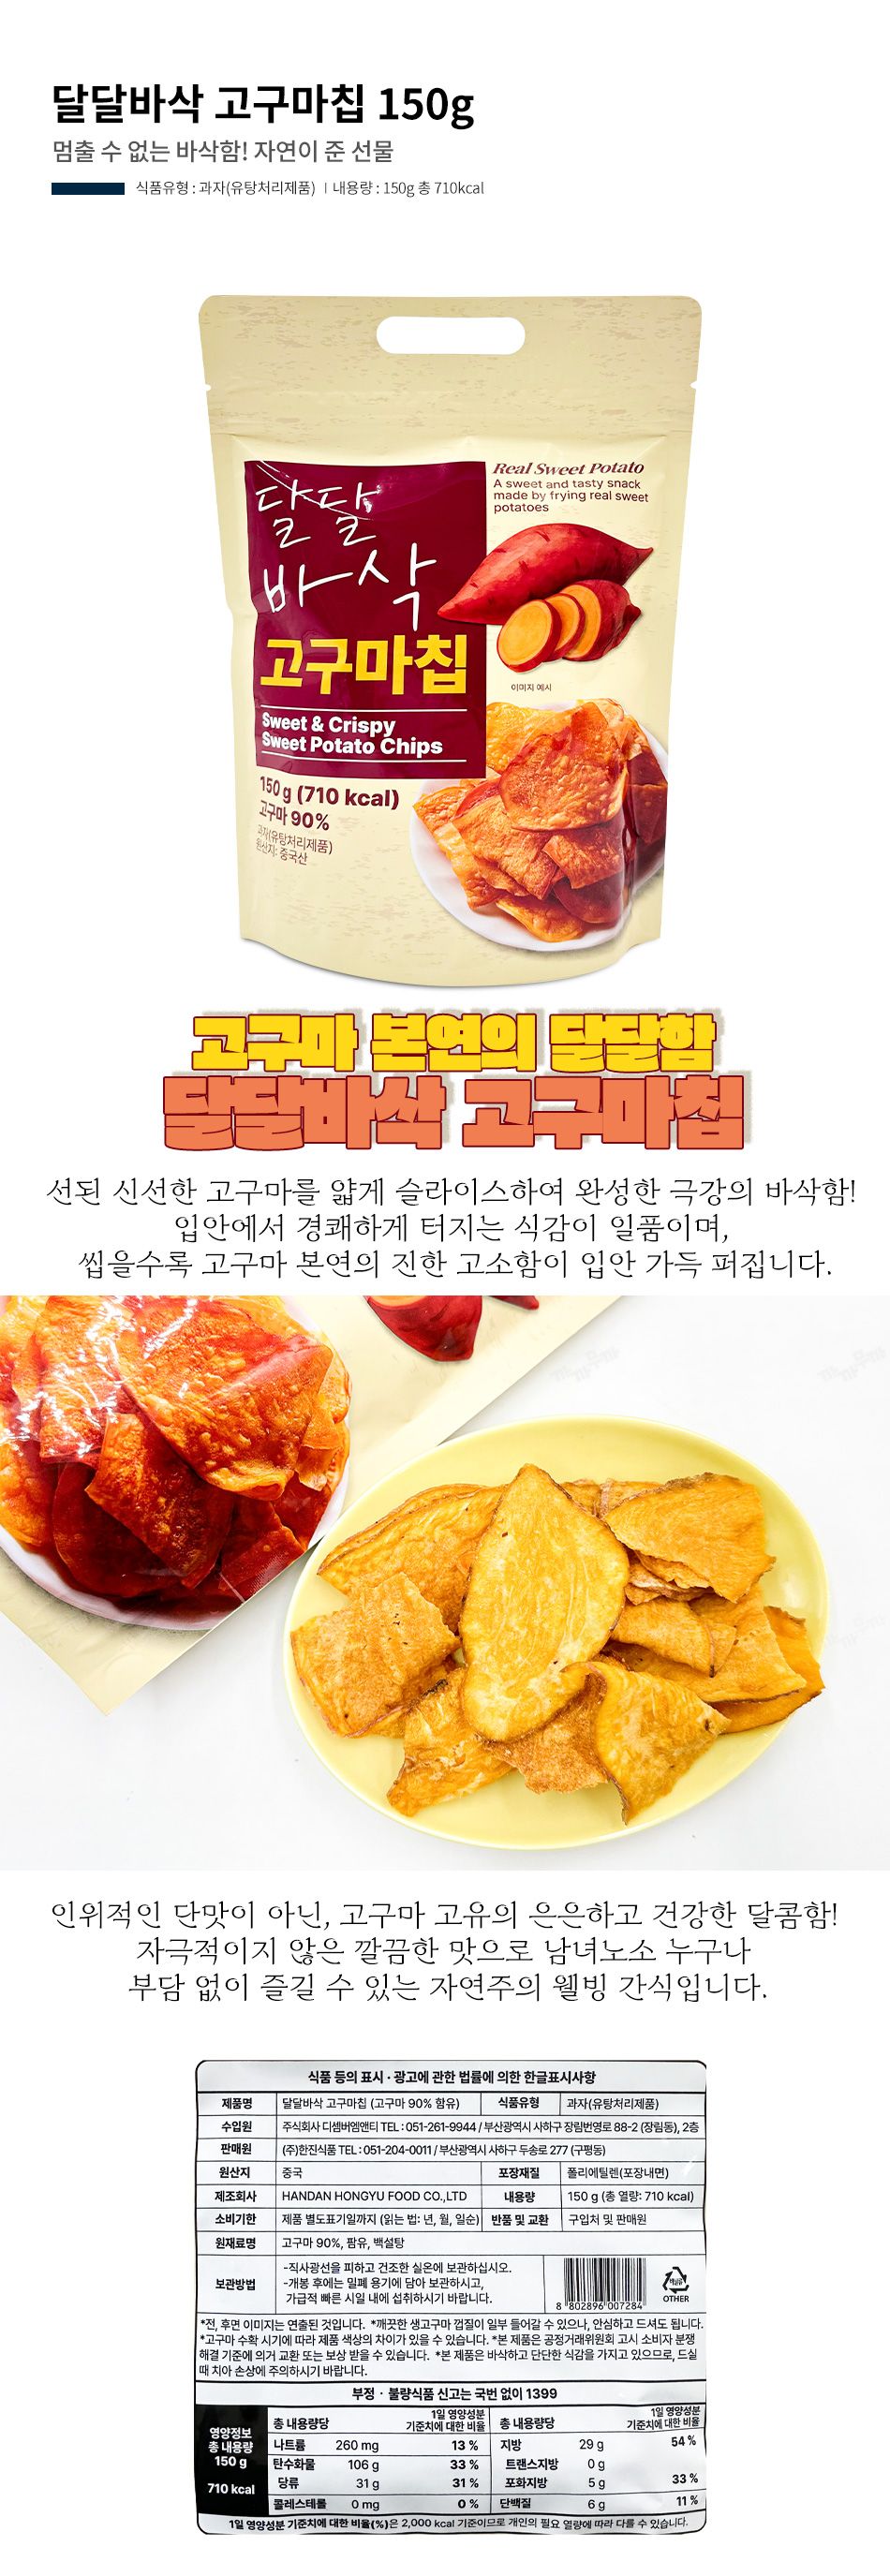 달달바삭 고구마칩 150g
멈출 수 없는 바삭함! 자연이 준 선물
식품유형 : 과자(유탕처리제품) ㅣ내용량 : 150g 총 710kcal
Real Sweet Potato
A sweet and tasty snack
made by frying real sweet
potatoes
달달
바삭
고구마칩
이미지 예시
Sweet & Crispy
Sweet Potato Chips
150 g (710 kcal)
고구마 90%
과자(유탕처리제품)
원산지: 중국산
고구마 본연의 달달함
달달바삭 고구마칩
선된 신선한 고구마를 얇게 슬라이스하여 완성한 극강의 바삭함!
입안에서 경쾌하게 터지는 식감이 일품이며,
씹을수록 고구마 본연의 진한 고소함이 입안 가득 퍼집니다.
인위적인 단맛이 아닌, 고구마 고유의 은은하고 건강한 달콤함!
자극적이지 않은 깔끔한 맛으로 남녀노소 누구나
부담 없이 즐길 수 있는 자연주의 웰빙 간식입니다.
식품 등의 표시 · 광고에 관한 법률에 의한 한글표시사항
제품명 달달바삭 고구마칩 (고구마 90% 함유) 식품유형 과자(유탕처리제품)
수입원 주식회사 디셈버엠앤티 TEL : 051-261-9944 / 부산광역시 사하구 장림번영로 88-2 (장림동), 2층
판매원 (주)한진식품 TEL : 051-204-0011 / 부산광역시 사하구 두송로 277 (구평동)
원산지 중국 포장재질 폴리에틸렌(포장내면)
제조회사 HANDAN HONGYU FOOD CO.,LTD 내용량 150 g (총 열량: 710 kcal)
소비기한 제품 별도표기일까지 (읽는 법: 년, 월, 일순) 반품 및 교환 구입처 및 판매원
원재료명 고구마 90%, 팜유, 백설탕
보관방법 -직사광선을 피하고 건조한 실온에 보관하십시오.
-개봉 후에는 밀폐 용기에 담아 보관하시고,
가급적 빠른 시일 내에 섭취하시기 바랍니다.
8 802896 007284
OTHER
*전, 후면 이미지는 연출된 것입니다. *깨끗한 생고구마 껍질이 일부 들어갈 수 있으나, 안심하고 드셔도 됩니다.
*고구마 수확 시기에 따라 제품 색상의 차이가 있을 수 있습니다. *본 제품은 공정거래위원회 고시 소비자 분쟁
해결 기준에 의거 교환 또는 보상 받을 수 있습니다. *본 제품은 바삭하고 단단한 식감을 가지고 있으므로, 드실
때 치아 손상에 주의하시기 바랍니다.
부정 · 불량식품 신고는 국번 없이 1399
영양정보
총 내용량
150 g
710 kcal
총 내용량당 1일 영양성분 기준치에 대한 비율 총 내용량당 1일 영양성분 기준치에 대한 비율
나트륨 260 mg 13 % 지방 29 g 54 %
탄수화물 106 g 33 % 트랜스지방 0 g
당류 31 g 31 % 포화지방 5 g 33 %
콜레스테롤 0 mg 0 % 단백질 6 g 11 %
1일 영양성분 기준치에 대한 비율(%)은 2,000 kcal 기준이므로 개인의 필요 열량에 따라 다를 수 있습니다.